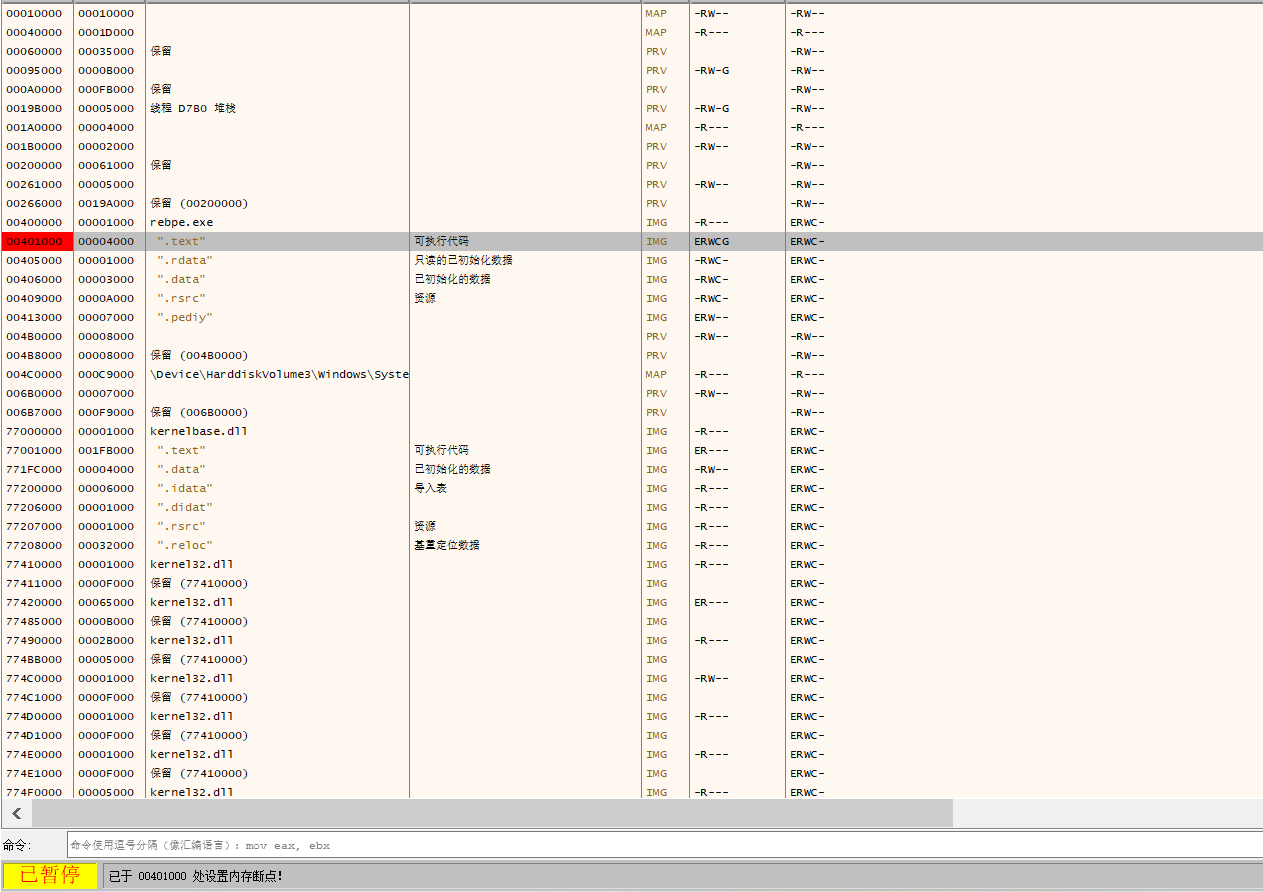 00010000 00010000 MAP -RW-- -RW--
00040000 0001D000 MAP -R--- -R---
00060000 00035000 保留 PRV -RW--
00095000 0000B000 PRV -RW-G -RW--
000A0000 000FB000 保留 PRV -RW--
0019B000 00005000 线程 D7B0 堆栈 PRV -RW-G -RW--
001A0000 00004000 MAP -R--- -R---
001B0000 00002000 PRV -RW-- -RW--
00200000 00061000 保留 PRV -RW--
00261000 00005000 PRV -RW-- -RW--
00266000 0019A000 保留 (00200000) PRV -RW--
00400000 00001000 rebpe.exe IMG -R--- ERWC-
00401000 00004000 ".text" 可执行代码 IMG ERWCG ERWC-
00405000 00001000 ".rdata" 只读的已初始化数据 IMG -RWC- ERWC-
00406000 00003000 ".data" 已初始化的数据 IMG -RWC- ERWC-
00409000 0000A000 ".rsrc" 资源 IMG -RWC- ERWC-
00413000 00007000 ".pediy" IMG ERW-- ERWC-
004B0000 00008000 PRV -RW-- -RW--
004B8000 00008000 保留 (004B0000) PRV -RW--
004C0000 000C9000 \Device\HarddiskVolume3\Windows\Syste MAP -R--- -R---
006B0000 00007000 PRV -RW-- -RW--
006B7000 000F9000 保留 (006B0000) PRV -RW--
77000000 00001000 kernelbase.dll IMG -R--- ERWC-
77001000 001FB000 ".text" 可执行代码 IMG ER--- ERWC-
771FC000 00004000 ".data" 已初始化的数据 IMG -RW-- ERWC-
77200000 00006000 ".idata" 导入表 IMG -R--- ERWC-
77206000 00001000 ".didat" IMG -R--- ERWC-
77207000 00001000 ".rsrc" 资源 IMG -R--- ERWC-
77208000 00032000 ".reloc" 基重定位数据 IMG -R--- ERWC-
77410000 00001000 kernel32.dll IMG -R--- ERWC-
77411000 0000F000 保留 (77410000) IMG ERWC-
77420000 00065000 kernel32.dll IMG ER--- ERWC-
77485000 0000B000 保留 (77410000) IMG ERWC-
77490000 0002B000 kernel32.dll IMG -R--- ERWC-
774BB000 00005000 保留 (77410000) IMG ERWC-
774C0000 00001000 kernel32.dll IMG -RW-- ERWC-
774C1000 0000F000 保留 (77410000) IMG ERWC-
774D0000 00001000 kernel32.dll IMG -R--- ERWC-
774D1000 0000F000 保留 (77410000) IMG ERWC-
774E0000 00001000 kernel32.dll IMG -R--- ERWC-
774E1000 0000F000 保留 (77410000) IMG ERWC-
774F0000 00005000 kernel32.dll IMG -R--- ERWC-
命令: 命令使用逗号分隔（像汇编语言）: mov eax, ebx
已暂停 已于 00401000 处设置内存断点!